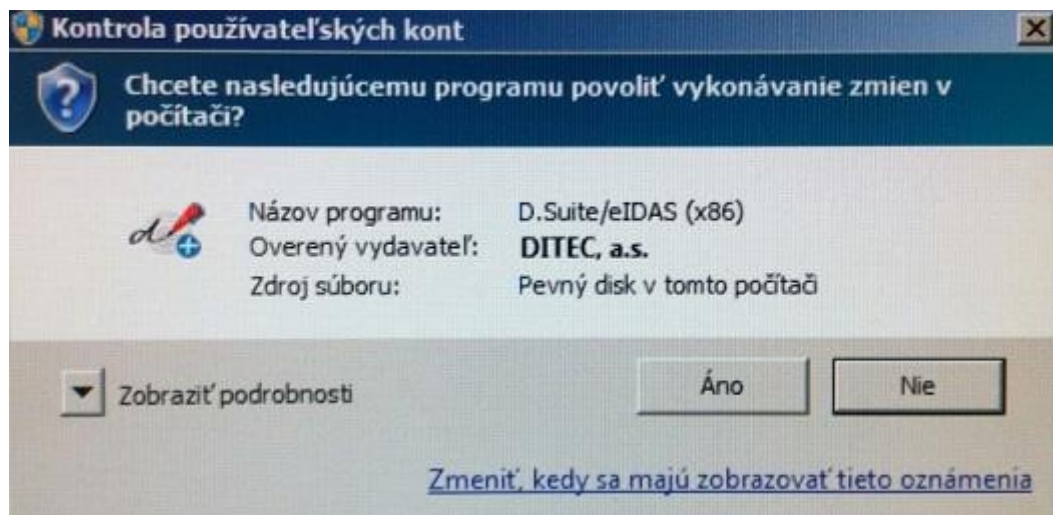 Kontrola používateľských kont
Chcete nasledujúcemu programu povoliť vykonávanie zmien v
počítači?
Názov programu: D.Suite/eIDAS (x86)
Overený vydavateľ: DITEC, a.s.
Zdroj súboru: Pevný disk v tomto počítači
Zobraziť podrobnosti
Áno
Nie
Zmeniť, kedy sa majú zobrazovať tieto oznámenia